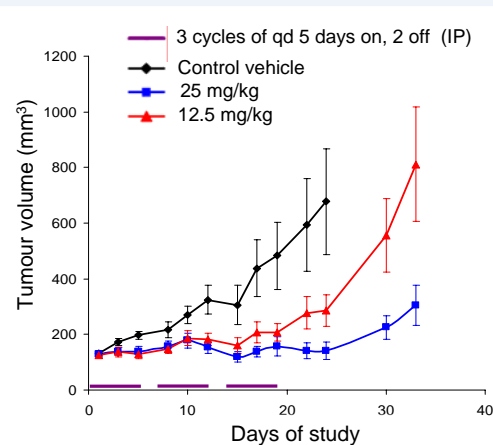 3 cycles of qd 5 days on, 2 off (IP)
Control vehicle
25 mg/kg
12.5 mg/kg
Tumour volume (mm³)
1200
1000
800
600
400
200
0
0 10 20 30 40
Days of study